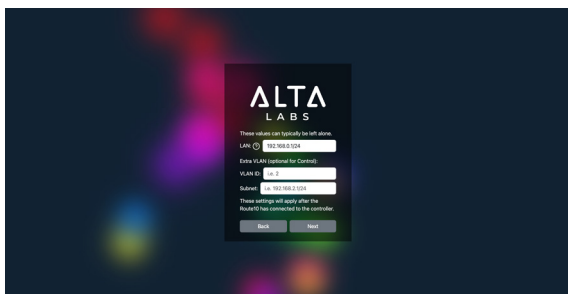 ALTA
LABS
These values can typically be left alone.
LAN: ? 192.168.0.1/24
Extra VLAN (optional for Control):
VLAN ID: i.e. 2
Subnet: i.e. 192.168.2.1/24
These settings will apply after the
Route10 has connected to the controller.
Back Next